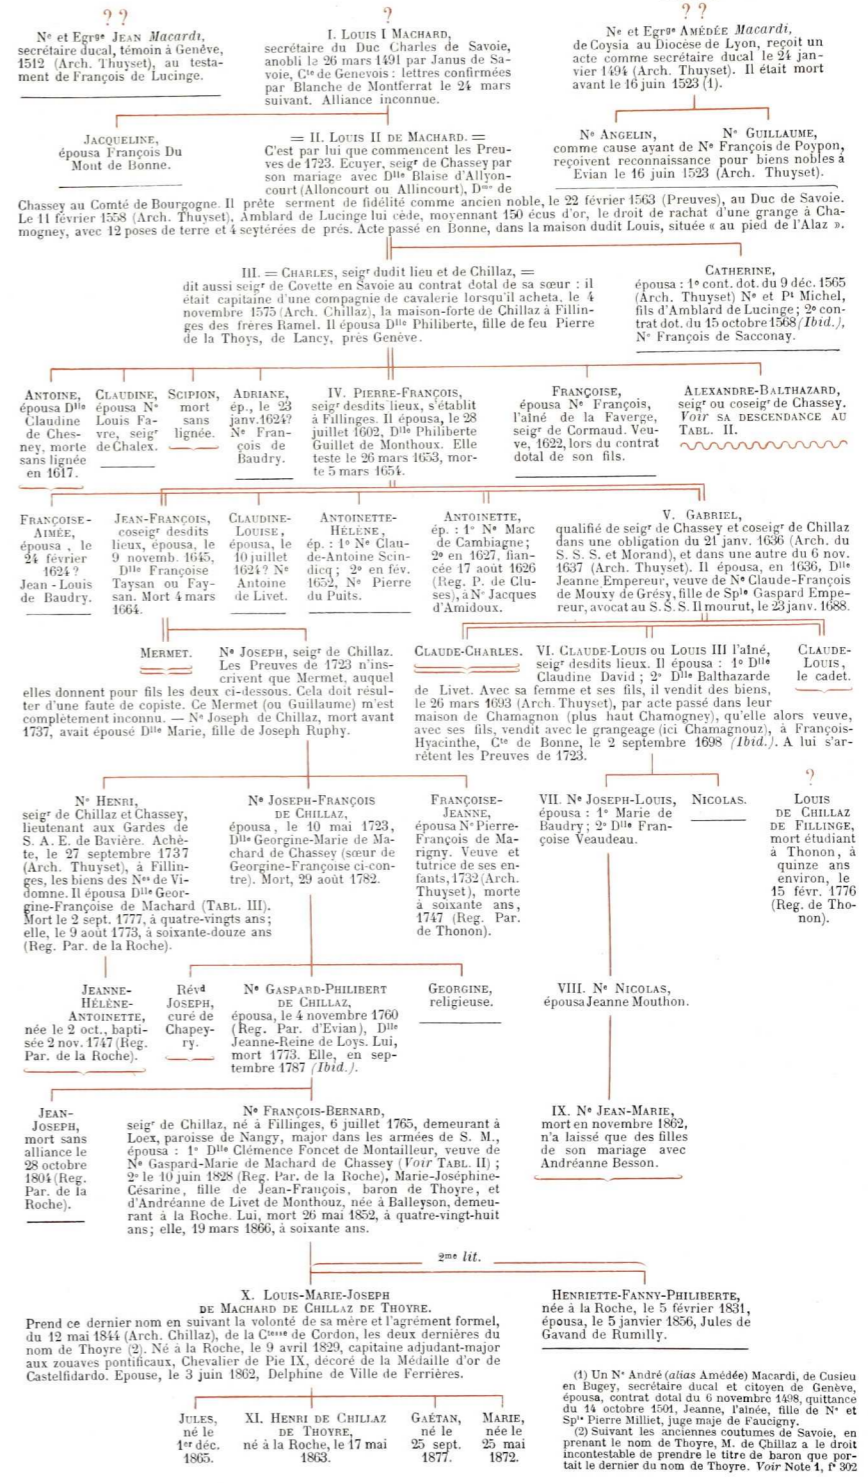 ? ?
Nᵉ et Egrᵍᵉ JEAN Macardi,
secrétaire ducal, témoin à Genève,
1512 (Arch. Thuyset), au testa-
ment de François de Lucinge.
?
I. LOUIS I MACHARD,
secrétaire du Duc Charles de Savoie,
anobli le 26 mars 1491 par Janus de Sa-
voie, Cᵗᵉ de Genevois : lettres confirmées
par Blanche de Montferrat le 24 mars
suivant. Alliance inconnue.
? ?
Nᵉ et Egrᵍᵉ AMÉDÉE Macardi,
de Coysia au Diocèse de Lyon, reçoit un
acte comme secrétaire ducal le 24 jan-
vier 1494 (Arch. Thuyset). Il était mort
avant le 16 juin 1523 (1).
JACQUELINE,
épousa François Du
Mont de Bonne.
= II. LOUIS II DE MACHARD. =
C'est par lui que commencent les Preu-
ves de 1723. Ecuyer, seigʳ de Chassey par
son mariage avec Dˡˡᵉ Blaise d'Allyon-
court (Alloncourt ou Allincourt), Dᵐᵉ de
Chassey au Comté de Bourgogne. Il prête serment de fidélité comme ancien noble, le 22 février 1563 (Preuves), au Duc de Savoie.
Le 11 février 1558 (Arch. Thuyset), Amblard de Lucinge lui cède, moyennant 150 écus d'or, le droit de rachat d'une grange à Cha-
mogney, avec 12 poses de terre et 4 seytérées de prés. Acte passé en Bonne, dans la maison dudit Louis, située « au pied de l'Alaz ».
Nᵉ ANGELIN, Nᵉ GUILLAUME,
comme cause ayant de Nᵉ François de Poypon,
reçoivent reconnaissance pour biens nobles à
Evian le 16 juin 1523 (Arch. Thuyset).
III. = CHARLES, seigʳ dudit lieu et de Chillaz, =
dit aussi seigʳ de Covette en Savoie au contrat dotal de sa sœur : il
était capitaine d'une compagnie de cavalerie lorsqu'il acheta, le 4
novembre 1575 (Arch. Chillaz), la maison-forte de Chillaz à Fillin-
ges des frères Ramel. Il épousa Dˡˡᵉ Philiberte, fille de feu Pierre
de la Thoys, de Lancy, près Genève.
CATHERINE,
épousa : 1º cont. dot. du 9 déc. 1565
(Arch. Thuyset) Nᵉ et Pᵗ Michel,
fils d'Amblard de Lucinge ; 2º con-
trat dot. du 15 octobre 1568 (Ibid.),
Nᵉ François de Sacconay.
ANTOINE,
épousa Dˡˡᵉ
Claudine
de Ches-
ney, morte
sans lignée
en 1617.
CLAUDINE,
épousa Nᵉ
Louis Fa-
vre, seigʳ
de Chalex.
SCIPION,
mort
sans
lignée.
ADRIANE,
ép., le 23
janv. 1624?
Nᵉ Fran-
çois de
Baudry.
IV. PIERRE-FRANÇOIS,
seigʳ desdits lieux, s'établit
à Fillinges. Il épousa, le 28
juillet 1602, Dˡˡᵉ Philiberte
Guillet de Monthoux. Elle
teste le 26 mars 1653, mor-
te 5 mars 1654.
FRANÇOISE,
épousa Nᵉ François,
l'aîné de la Faverge,
seigʳ de Cormaud. Veu-
ve, 1622, lors du contrat
dotal de son fils.
ALEXANDRE-BALTHAZARD,
seigʳ ou coseigʳ de Chassey.
Voir SA DESCENDANCE AU
TABL. II.
FRANÇOISE-
AIMÉE,
épousa , le
24 février
1624 ?
Jean-Louis
de Baudry.
JEAN-FRANÇOIS,
coseigʳ desdits
lieux, épousa, le
9 novemb. 1645,
Dˡˡᵉ Françoise
Taysan ou Fay-
san. Mort 4 mars
1664.
CLAUDINE-
LOUISE,
épousa, le
10 juillet
1624? Nᵉ
Antoine
de Livet.
ANTOINETTE-
HÉLÈNE,
ép. : 1º Nᵉ Clau-
de-Antoine Scin-
dicq ; 2º en fév.
1652, Nᵉ Pierre
du Puits.
ANTOINETTE,
ép. : 1º Nᵉ Marc
de Cambiagne ;
2º en 1627, fian-
cée 17 août 1626
(Reg. P. de Clu-
ses), à Nᵉ Jacques
d'Amidoux.
V. GABRIEL,
qualifié de seigʳ de Chassey et coseigʳ de Chillaz
dans une obligation du 21 janv. 1636 (Arch. du
S. S. S. et Morand), et dans une autre du 6 nov.
1637 (Arch. Thuyset). Il épousa, en 1636, Dˡˡᵉ
Jeanne Empereur, veuve de Nᵉ Claude-François
de Mouxy de Grésy, fille de Spˡᵉ Gaspard Empe-
reur, avocat au S. S. S. Il mourut, le 23 janv. 1688.
MERMET.
Nᵉ JOSEPH, seigʳ de Chillaz.
Les Preuves de 1723 n'ins-
crivent que Mermet, auquel
elles donnent pour fils les deux ci-dessous. Cela doit résul-
ter d'une faute de copiste. Ce Mermet (ou Guillaume) m'est
complètement inconnu. — Nᵉ Joseph de Chillaz, mort avant
1737, avait épousé Dˡˡᵉ Marie, fille de Joseph Ruphy.
CLAUDE-CHARLES.
VI. CLAUDE-LOUIS ou LOUIS III l'aîné,
seigʳ desdits lieux. Il épousa : 1º Dˡˡᵉ
Claudine David ; 2º Dˡˡᵉ Balthazarde
de Livet. Avec sa femme et ses fils, il vendit des biens,
le 26 mars 1693 (Arch. Thuyset), par acte passé dans leur
maison de Chamagnon (plus haut Chamogney), qu'elle alors veuve,
avec ses fils, vendit avec le grangeage (ici Chamagnouz), à François-
Hyacinthe, Cᵗᵉ de Bonne, le 2 septembre 1698 (Ibid.). A lui s'ar-
rêtent les Preuves de 1723.
CLAUDE-
LOUIS,
le cadet.
Nᵉ HENRI,
seigʳ de Chillaz et Chassey,
lieutenant aux Gardes de
S. A. E. de Bavière. Achè-
te, le 27 septembre 1737
(Arch. Thuyset), à Fillin-
ges, les biens des Nᵉˢ de Vi-
domne. Il épousa Dˡˡᵉ Geor-
gine-Françoise de Machard (TABL. III).
Mort le 2 sept. 1777, à quatre-vingts ans ;
elle, le 9 août 1773, à soixante-douze ans
(Reg. Par. de la Roche).
Nᵉ JOSEPH-FRANÇOIS
DE CHILLAZ,
épousa, le 10 mai 1723,
Dˡˡᵉ Georgine-Marie de Ma-
chard de Chassey (sœur de
Georgine-Françoise ci-con-
tre). Mort, 29 août 1782.
FRANÇOISE-
JEANNE,
épousa Nᵉ Pierre-
François de Ma-
rigny. Veuve et
tutrice de ses en-
fants, 1732 (Arch.
Thuyset), morte
à soixante ans,
1747 (Reg. Par.
de Thonon).
VII. Nᵉ JOSEPH-LOUIS,
épousa : 1º Marie de
Baudry ; 2º Dˡˡᵉ Fran-
çoise Veaudeau.
NICOLAS.
?
LOUIS
DE CHILLAZ
DE FILLINGE,
mort étudiant
à Thonon, à
quinze ans
environ, le
15 févr. 1776
(Reg. de Tho-
non).
JEANNE-
HÉLÈNE-
ANTOINETTE,
née le 2 oct., bapti-
sée 2 nov. 1747 (Reg.
Par. de la Roche).
Révᵈ
JOSEPH,
curé de
Chapey-
ry.
Nᵉ GASPARD-PHILIBERT
DE CHILLAZ,
épousa, le 4 novembre 1760
(Reg. Par. d'Evian), Dˡˡᵉ
Jeanne-Reine de Loys. Lui,
mort 1773. Elle, en sep-
tembre 1787 (Ibid.).
GEORGINE,
religieuse.
VIII. Nᵉ NICOLAS,
épousa Jeanne Mouthon.
JEAN-
JOSEPH,
mort sans
alliance le
28 octobre
1804 (Reg.
Par. de la
Roche).
Nᵉ FRANÇOIS-BERNARD,
seigʳ de Chillaz, né à Fillinges, 6 juillet 1765, demeurant à
Loex, paroisse de Nangy, major dans les armées de S. M.,
épousa : 1º Dˡˡᵉ Clémence Foncet de Montailleur, veuve de
Nᵉ Gaspard-Marie de Machard de Chassey (Voir TABL. II) ;
2º le 10 juin 1828 (Reg. Par. de la Roche), Marie-Joséphine-
Césarine, fille de Jean-François, baron de Thoyre, et
d'Andréanne de Livet de Monthouz, née à Balleyson, demeu-
rant à la Roche. Lui, mort 26 mai 1852, à quatre-vingt-huit
ans ; elle, 19 mars 1866, à soixante ans.
IX. Nᵉ JEAN-MARIE,
mort en novembre 1862,
n'a laissé que des filles
de son mariage avec
Andréanne Besson.
2ᵐᵉ lit.
X. LOUIS-MARIE-JOSEPH
DE MACHARD DE CHILLAZ DE THOYRE.
Prend ce dernier nom en suivant la volonté de sa mère et l'agrément formel,
du 12 mai 1844 (Arch. Chillaz), de la Cᵗᵉˢˢᵉ de Cordon, les deux dernières du
nom de Thoyre (2). Né à la Roche, le 9 avril 1829, capitaine adjudant-major
aux zouaves pontificaux, Chevalier de Pie IX, décoré de la Médaille d'or de
Castelfidardo. Epouse, le 3 juin 1862, Delphine de Ville de Ferrières.
HENRIETTE-FANNY-PHILIBERTE,
née à la Roche, le 5 février 1831,
épousa, le 5 janvier 1856, Jules de
Gavand de Rumilly.
JULES,
né le
1ᵉʳ déc.
1865.
XI. HENRI DE CHILLAZ
DE THOYRE,
né à la Roche, le 17 mai
1863.
GAËTAN,
né le
25 sept.
1877.
MARIE,
née le
25 mai
1872.
(1) Un Nᵉ André (alias Amédée) Macardi, de Cusieu
en Bugey, secrétaire ducal et citoyen de Genève,
épousa, contrat dotal du 6 novembre 1498, quittance
du 14 octobre 1501, Jeanne, l'aînée, fille de Nᵉ et
Spˡᵉ Pierre Milliet, juge maje de Faucigny.
(2) Suivant les anciennes coutumes de Savoie, en
prenant le nom de Thoyre, M. de Chillaz a le droit
incontestable de prendre le titre de baron que por-
tait le dernier du nom de Thoyre. Voir Note 1, fº 302